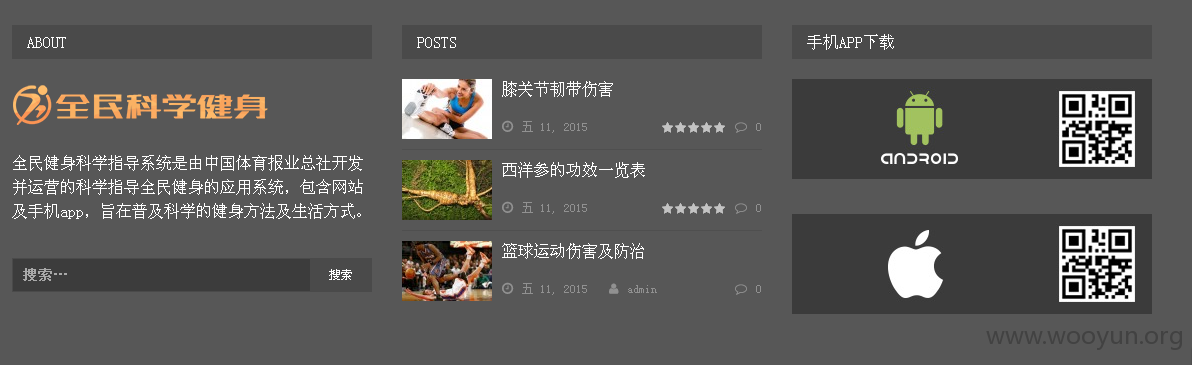 ABOUT
全民科学健身
全民健身科学指导系统是由中国体育报业总社开发
并运营的科学指导全民健身的应用系统，包含网站
及手机app，旨在普及科学的健身方法及生活方式。
搜索…
搜索
POSTS
膝关节韧带伤害
五 11, 2015
0
西洋参的功效一览表
五 11, 2015
0
篮球运动伤害及防治
五 11, 2015
admin
0
手机APP下载
ANDROID
www.wooyun.org